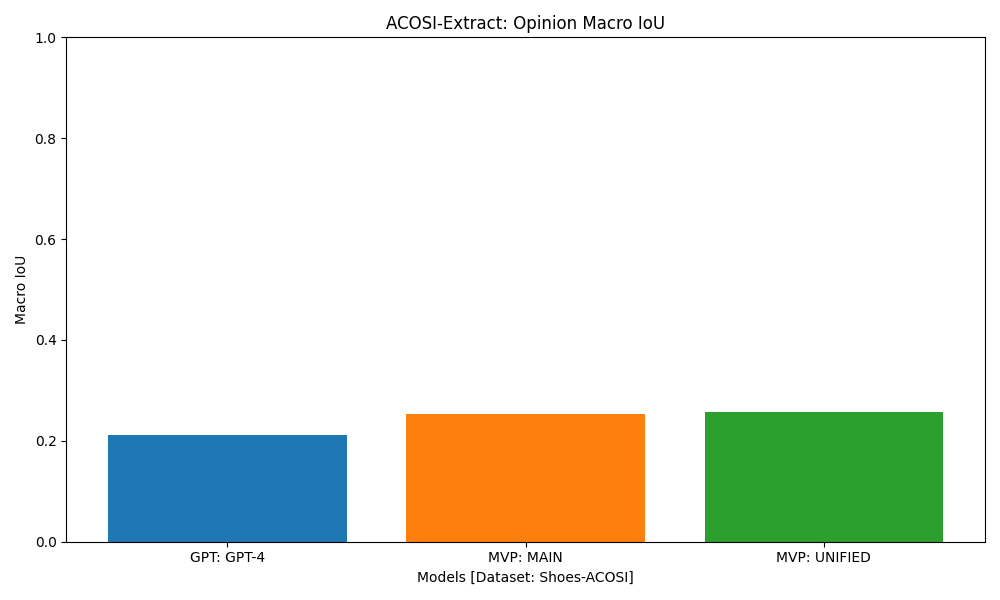 ACOSI-Extract: Opinion Macro IoU
1.0
0.8
0.6
0.4
0.2
0.0
Macro IoU
GPT: GPT-4
MVP: MAIN
MVP: UNIFIED
Models [Dataset: Shoes-ACOSI]